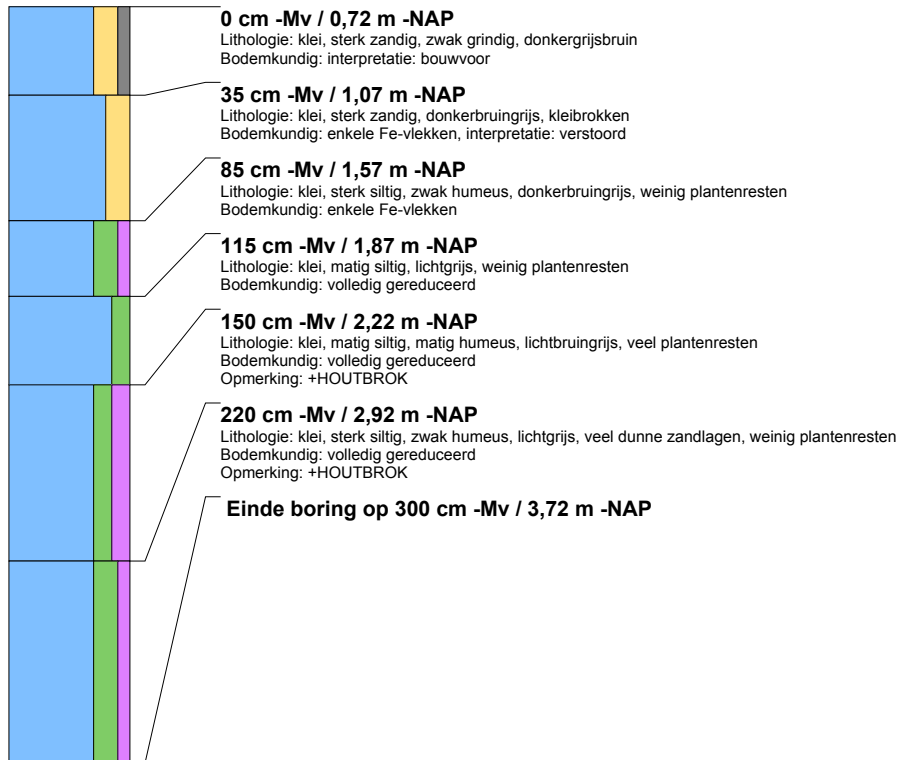 0 cm -Mv / 0,72 m -NAP
Lithologie: klei, sterk zandig, zwak grindig, donkergrijsbruin
Bodemkundig: interpretatie: bouwvoor
35 cm -Mv / 1,07 m -NAP
Lithologie: klei, sterk zandig, donkerbruingrijs, kleibrokken
Bodemkundig: enkele Fe-vlekken, interpretatie: verstoord
85 cm -Mv / 1,57 m -NAP
Lithologie: klei, sterk siltig, zwak humeus, donkerbruingrijs, weinig plantenresten
Bodemkundig: enkele Fe-vlekken
115 cm -Mv / 1,87 m -NAP
Lithologie: klei, matig siltig, lichtgrijs, weinig plantenresten
Bodemkundig: volledig gereduceerd
150 cm -Mv / 2,22 m -NAP
Lithologie: klei, matig siltig, matig humeus, lichtbruingrijs, veel plantenresten
Bodemkundig: volledig gereduceerd
Opmerking: +HOUTBROK
220 cm -Mv / 2,92 m -NAP
Lithologie: klei, sterk siltig, zwak humeus, lichtgrijs, veel dunne zandlagen, weinig plantenresten
Bodemkundig: volledig gereduceerd
Opmerking: +HOUTBROK
Einde boring op 300 cm -Mv / 3,72 m -NAP